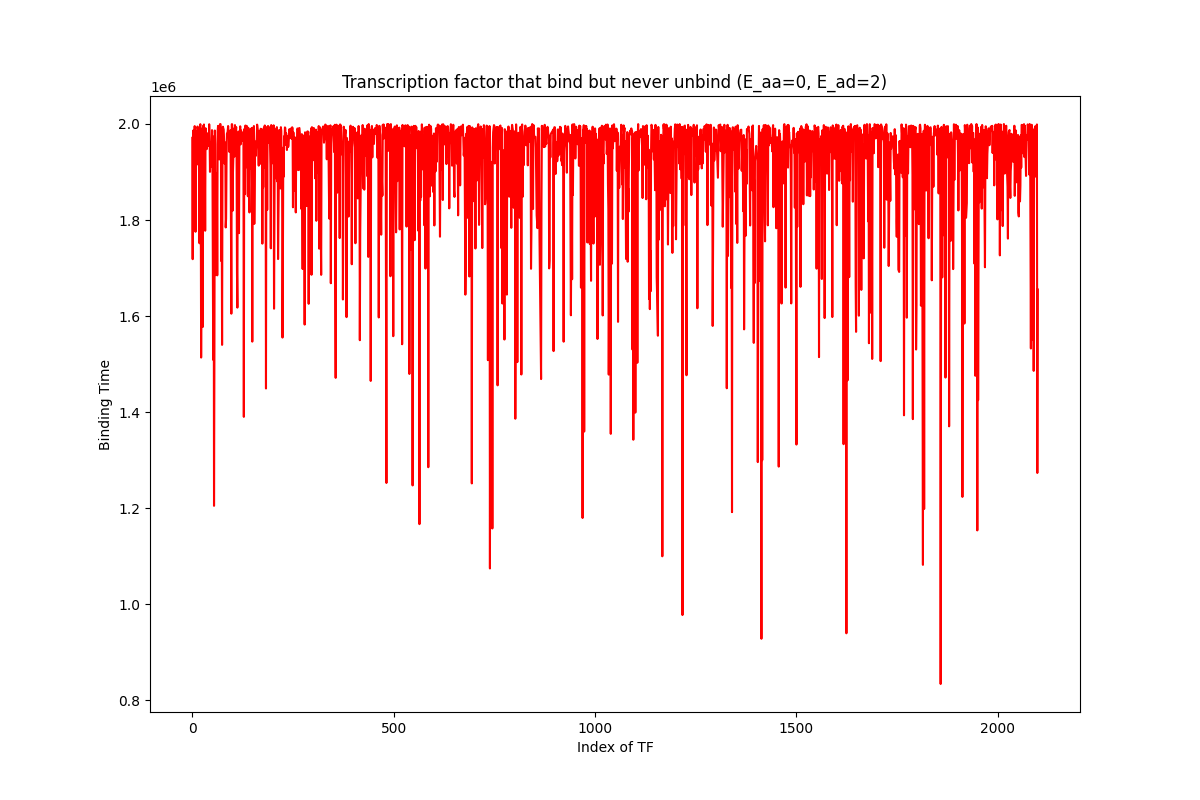 Transcription factor that bind but never unbind (E_aa=0, E_ad=2)
1e6
2.0
1.8
1.6
1.4
1.2
1.0
0.8
Binding Time
0 500 1000 1500 2000
Index of TF